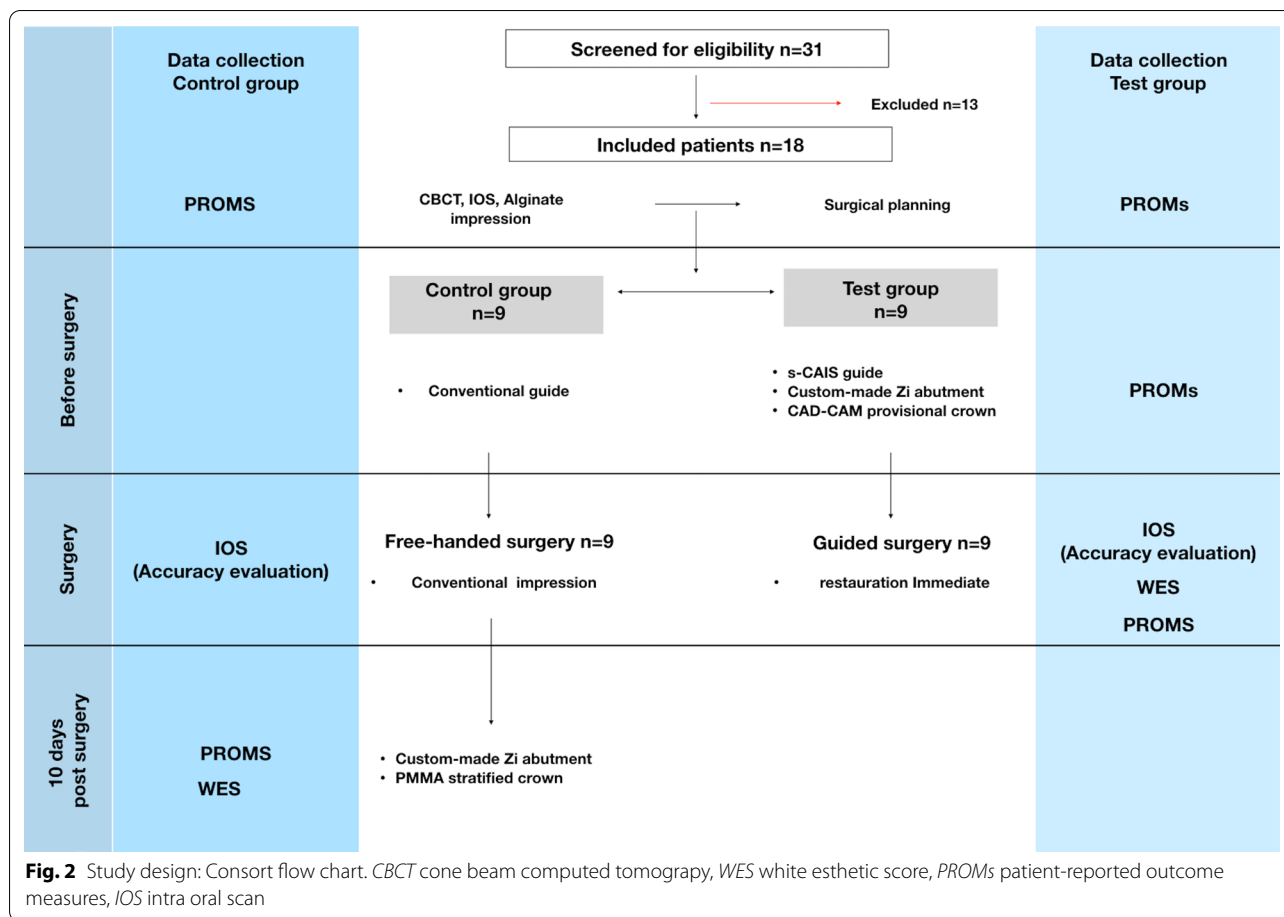 Screened for eligibility n=31
Data collection
Control group
Data collection
Test group
Excluded n=13
Included patients n=18
PROMS
CBCT, IOS, Alginate
impression
Surgical planning
PROMs
Before surgery
Control group
n=9
Test group
n=9
• Conventional guide
• s-CAIS guide
• Custom-made Zi abutment
• CAD-CAM provisional crown
PROMs
Surgery
IOS
(Accuracy evaluation)
Free-handed surgery n=9
• Conventional impression
Guided surgery n=9
• restauration Immediate
IOS
(Accuracy evaluation)
WES
PROMS
10 days
post surgery
PROMS
WES
• Custom-made Zi abutment
• PMMA stratified crown
Fig. 2 Study design: Consort flow chart. CBCT cone beam computed tomograpy, WES white esthetic score, PROMs patient-reported outcome
measures, IOS intra oral scan